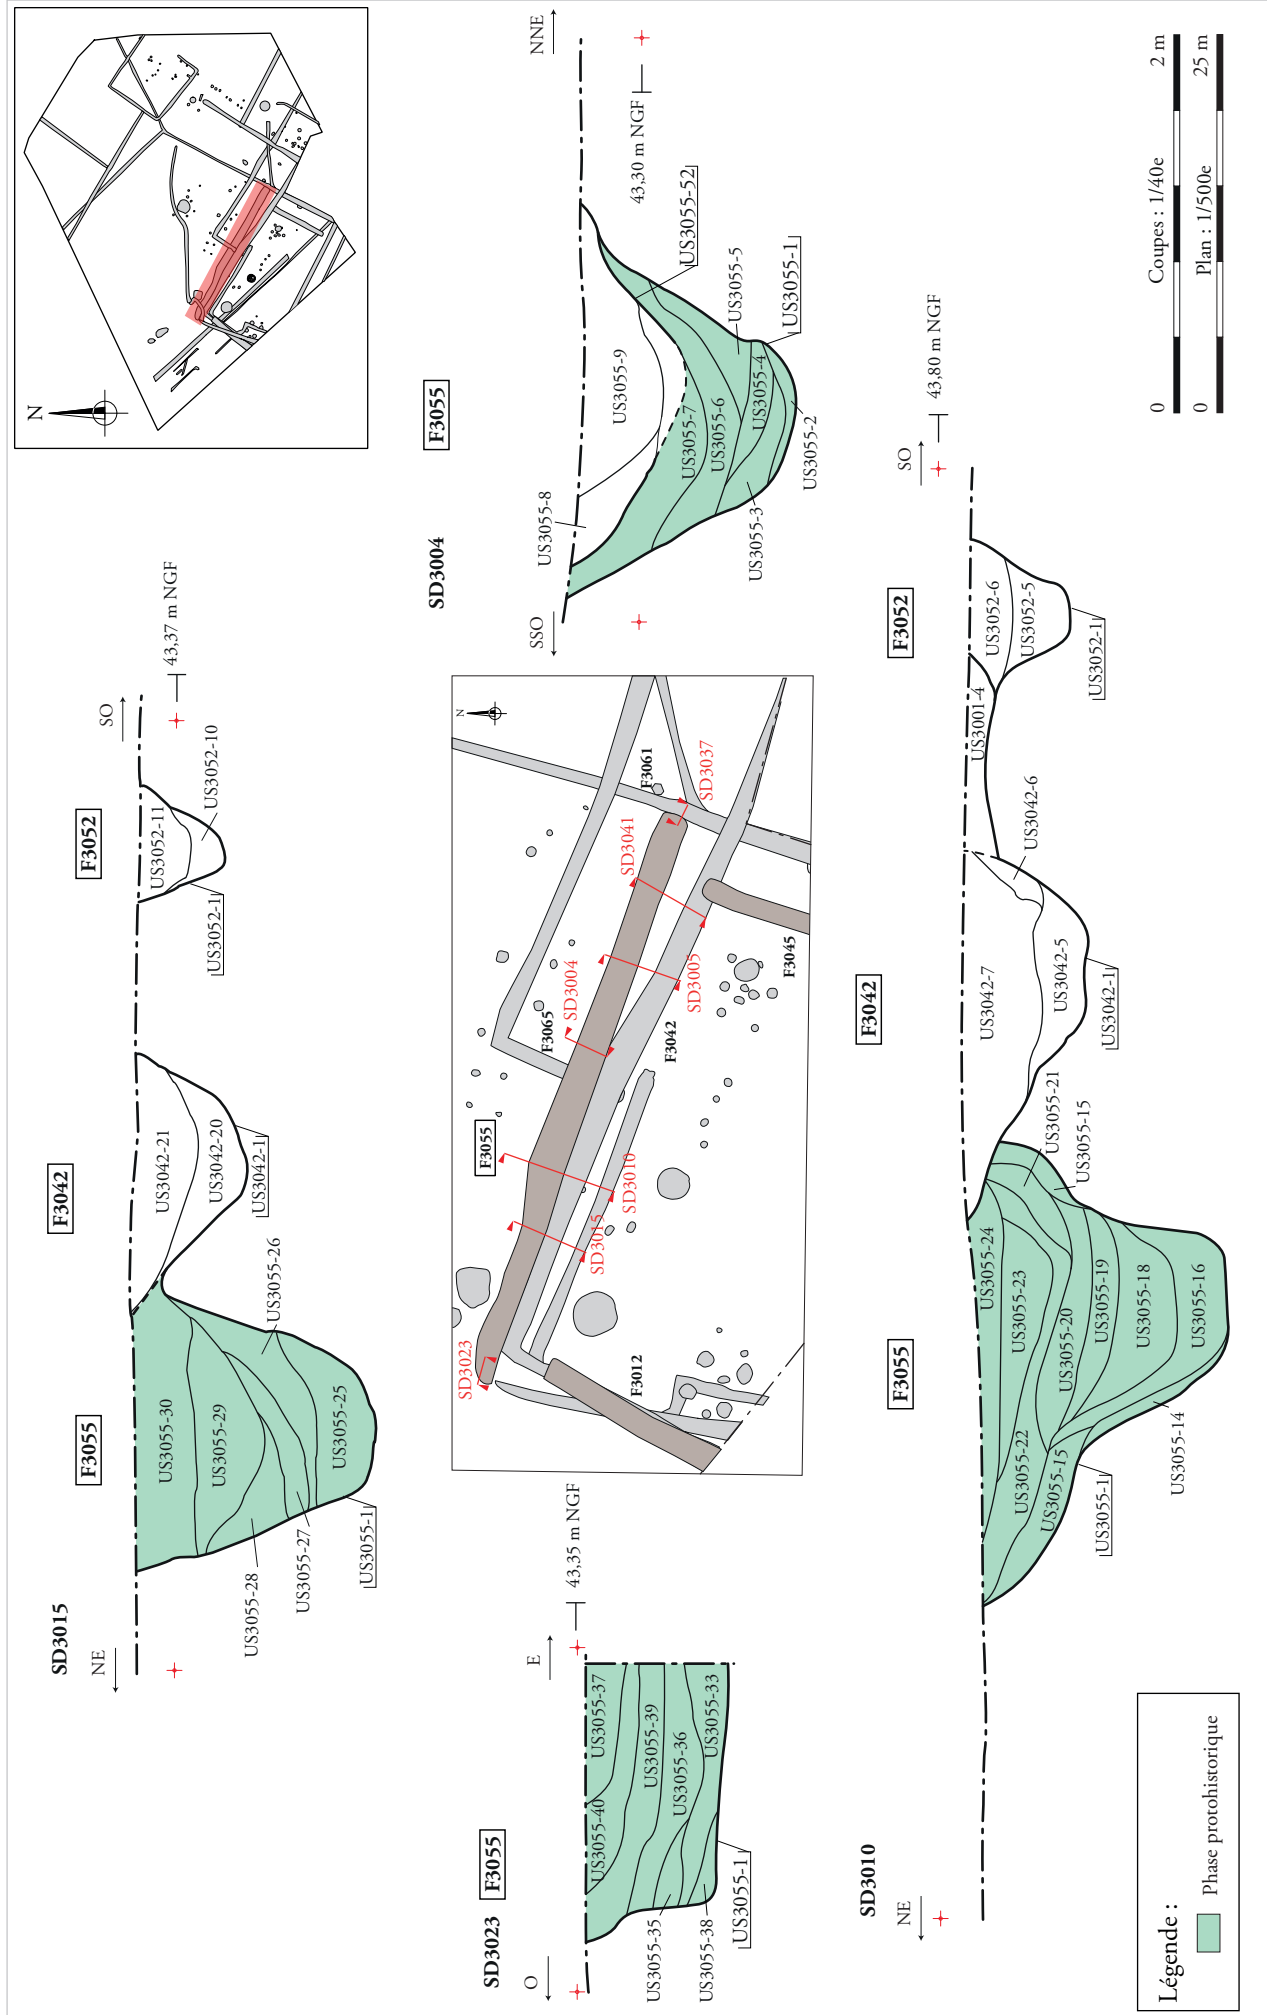 SD3015
NE
F3055
F3042
F3052
SO
43,37 m NGF
US3055-30
US3055-29
US3055-28
US3055-27
US3055-26
US3055-25
US3055-1
US3042-21
US3042-20
US3042-1
US3052-11
US3052-10
US3052-1
N
SD3023
F3055
O
E
43,35 m NGF
US3055-40
US3055-37
US3055-39
US3055-36
US3055-33
US3055-35
US3055-38
US3055-1
SD3023
F3055
F3065
SD3004
SD3041
F3061
SD3037
N
SD3015
SD3010
F3042
SD3005
F3045
F3012
SD3004
F3055
SSO
NNE
43,30 m NGF
US3055-8
US3055-9
US3055-52
US3055-7
US3055-6
US3055-5
US3055-4
US3055-3
US3055-2
US3055-1
SD3010
NE
F3055
F3042
F3052
SO
43,80 m NGF
US3055-24
US3055-23
US3055-22
US3055-21
US3055-20
US3055-19
US3055-18
US3055-16
US3055-15
US3055-15
US3055-14
US3055-1
US3042-7
US3042-6
US3042-5
US3042-1
US3001-4
US3052-6
US3052-5
US3052-1
Légende :
Phase protohistorique
0 Coupes : 1/40e 2 m
0 Plan : 1/500e 25 m